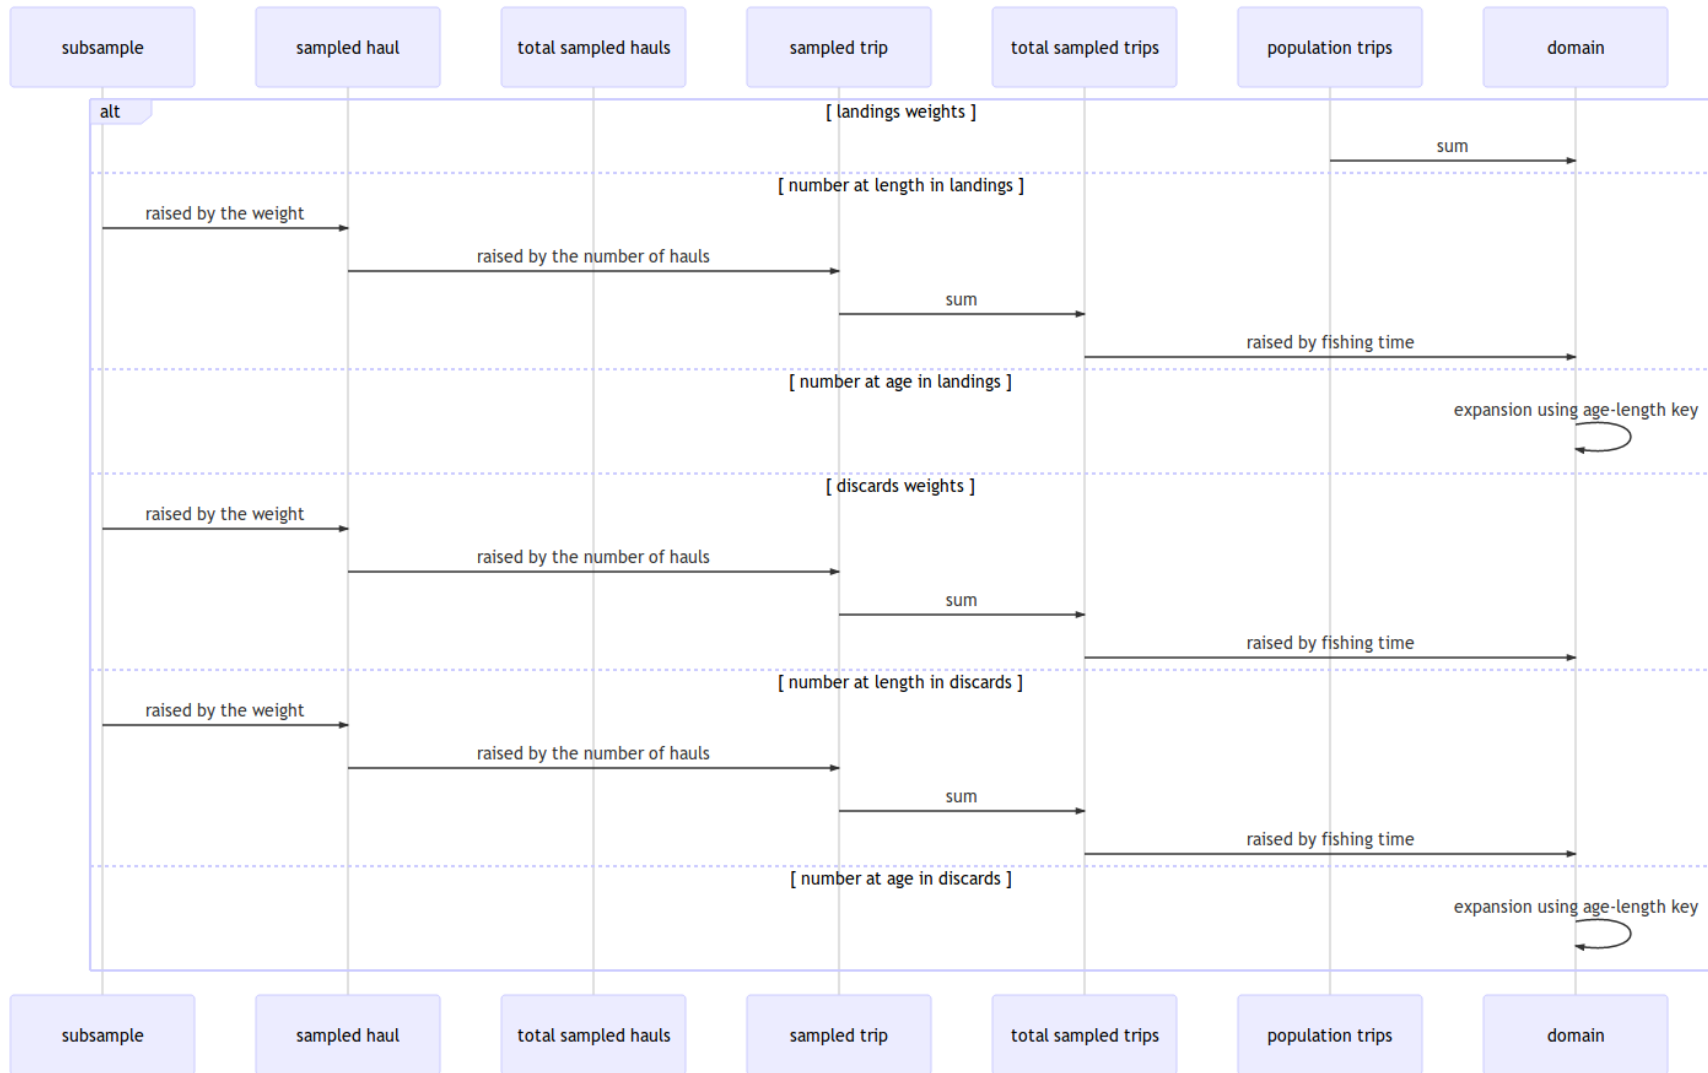 subsample
sampled haul
total sampled hauls
sampled trip
total sampled trips
population trips
domain
alt
[ landings weights ]
sum
[ number at length in landings ]
raised by the weight
raised by the number of hauls
sum
raised by fishing time
[ number at age in landings ]
expansion using age-length key
[ discards weights ]
raised by the weight
raised by the number of hauls
sum
raised by fishing time
[ number at length in discards ]
raised by the weight
raised by the number of hauls
sum
raised by fishing time
[ number at age in discards ]
expansion using age-length key
subsample
sampled haul
total sampled hauls
sampled trip
total sampled trips
population trips
domain